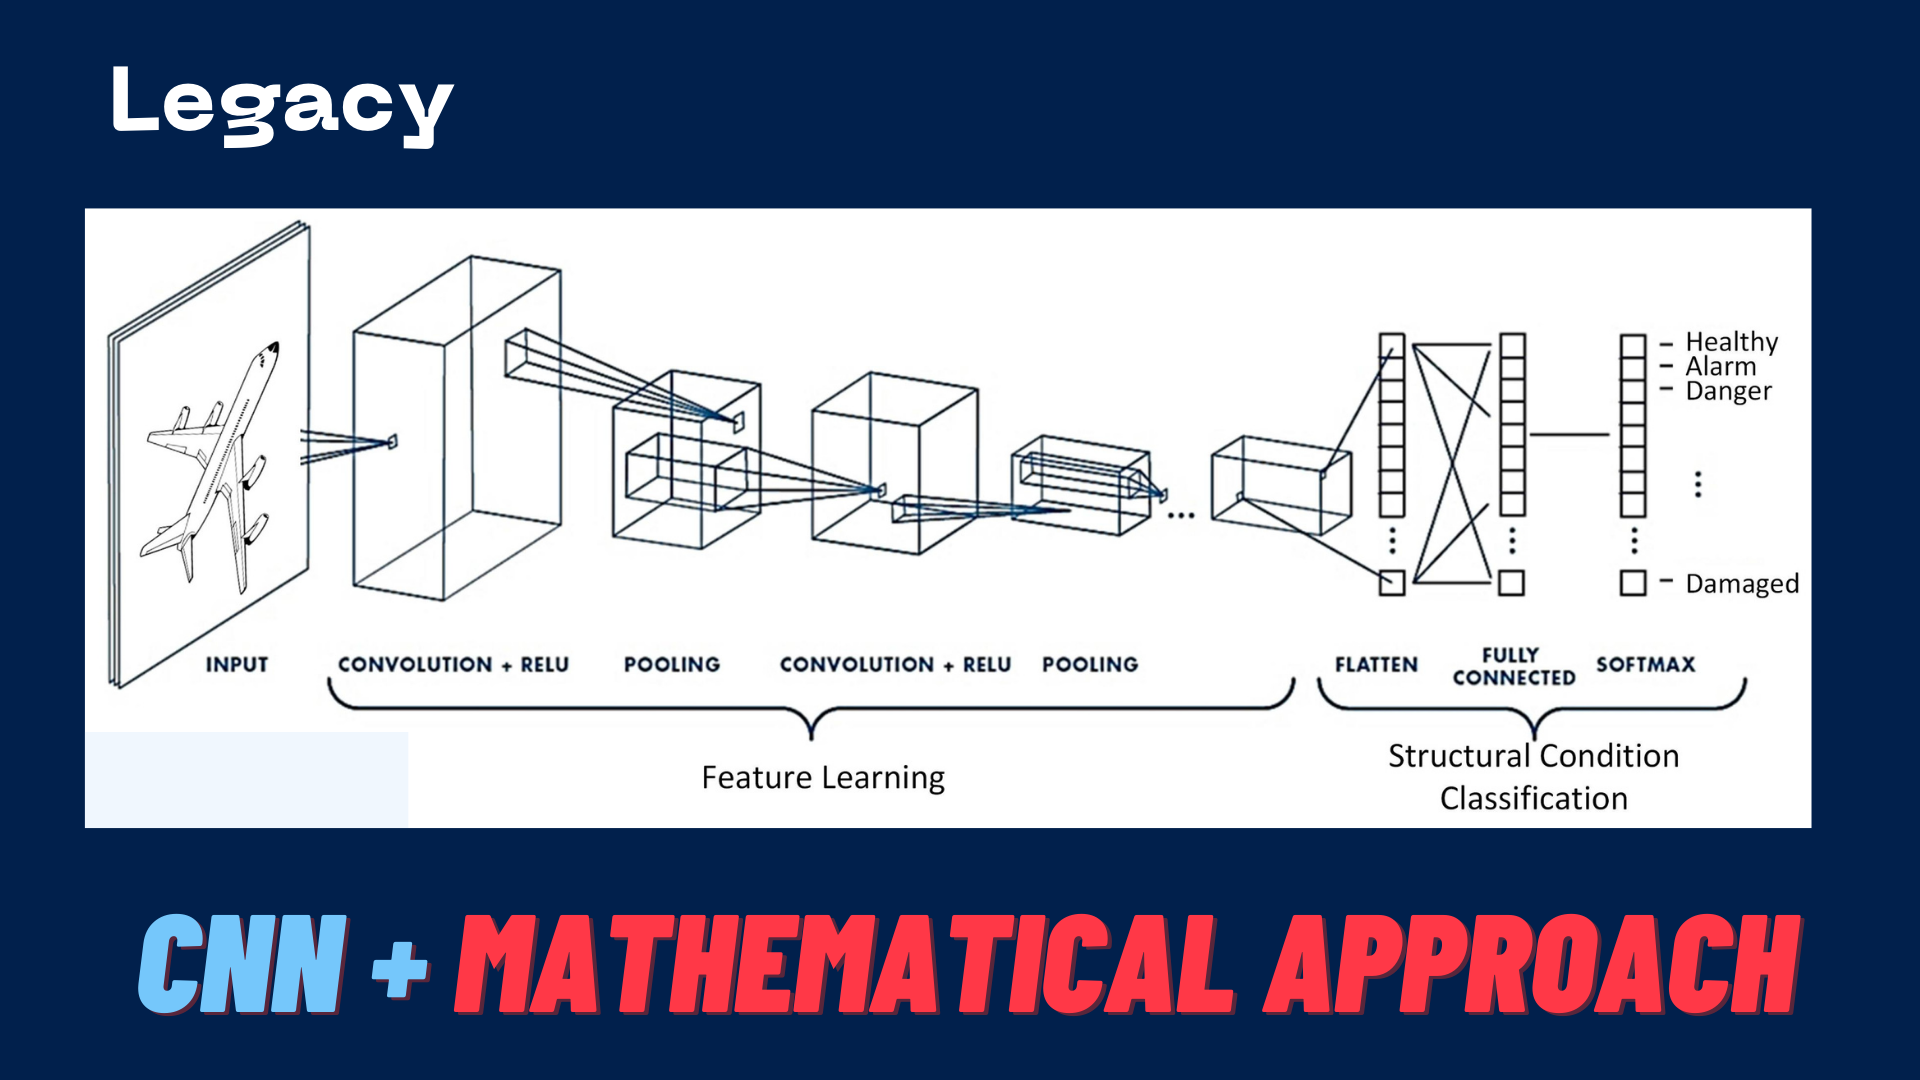 Legacy
Healthy
Alarm
Danger
Damaged
INPUT
CONVOLUTION + RELU
POOLING
CONVOLUTION + RELU
POOLING
FLATTEN
FULLY
CONNECTED
SOFTMAX
Feature Learning
Structural Condition
Classification
CNN + MATHEMATICAL APPROACH